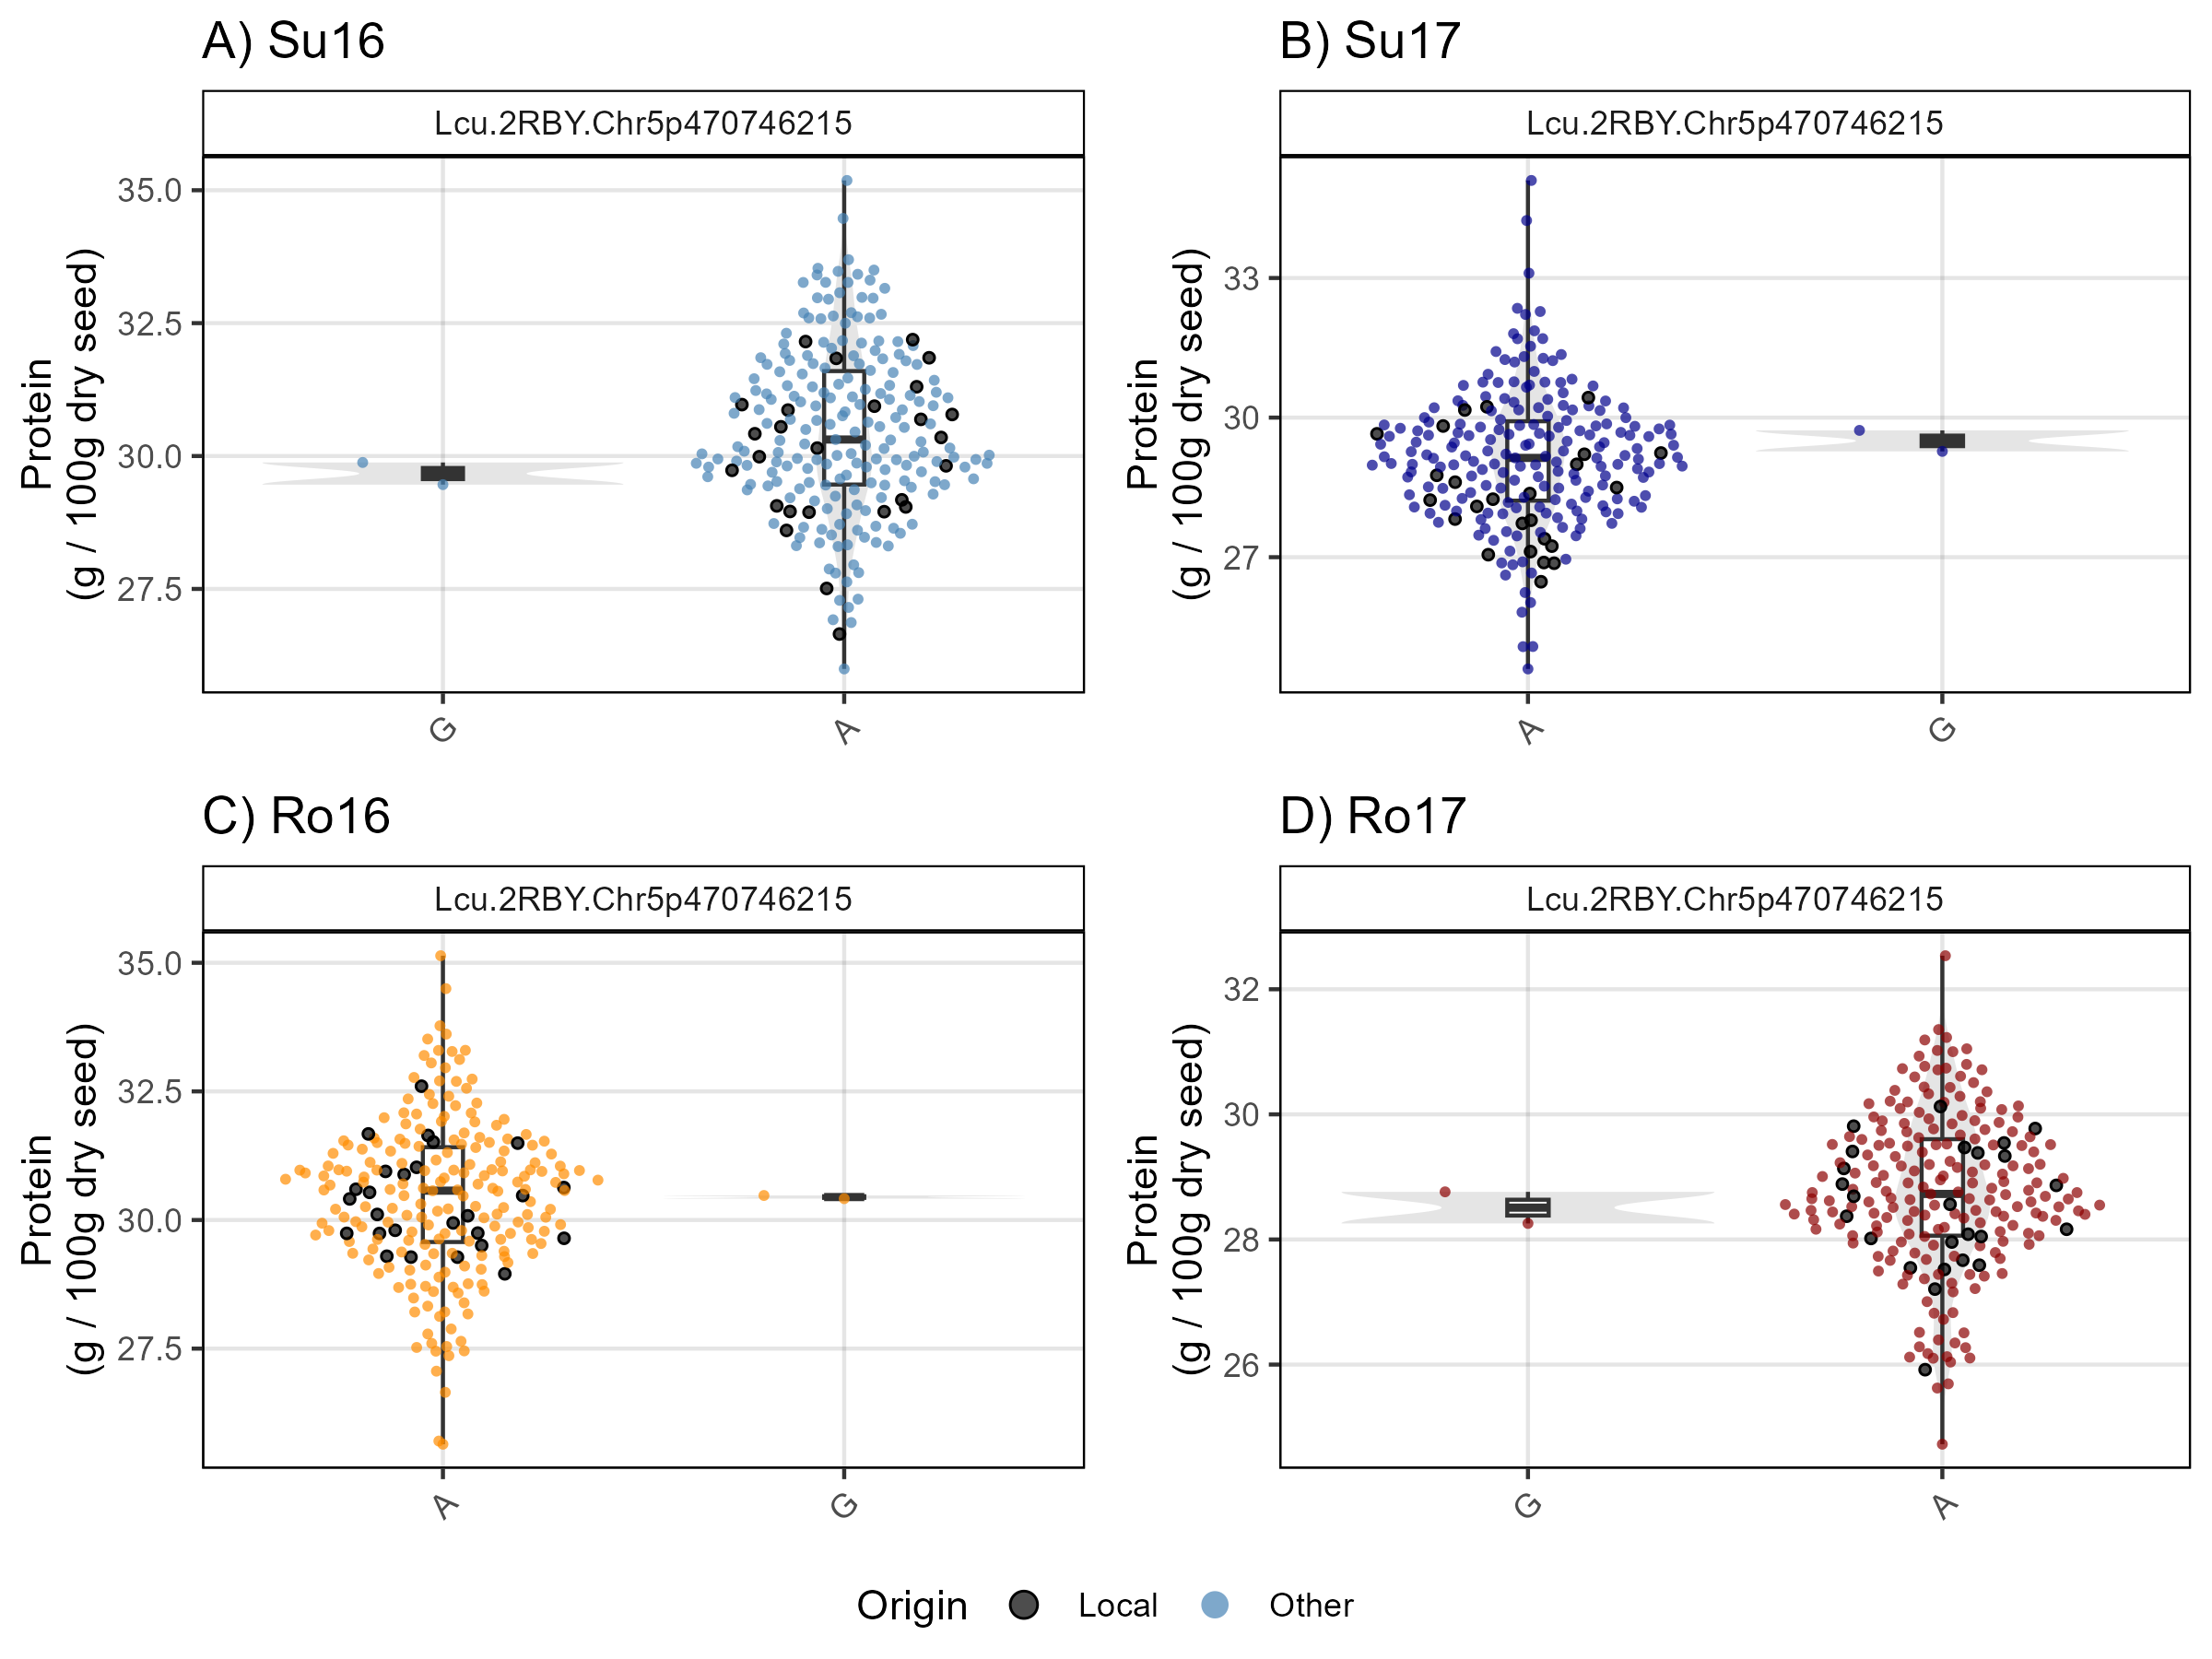 A) Su16
Lcu.2RBY.Chr5p470746215
Protein
(g / 100g dry seed)
35.0
32.5
30.0
27.5
G
A
B) Su17
Lcu.2RBY.Chr5p470746215
Protein
(g / 100g dry seed)
33
30
27
A
G
C) Ro16
Lcu.2RBY.Chr5p470746215
Protein
(g / 100g dry seed)
35.0
32.5
30.0
27.5
A
G
D) Ro17
Lcu.2RBY.Chr5p470746215
Protein
(g / 100g dry seed)
32
30
28
26
G
A
Origin Local Other